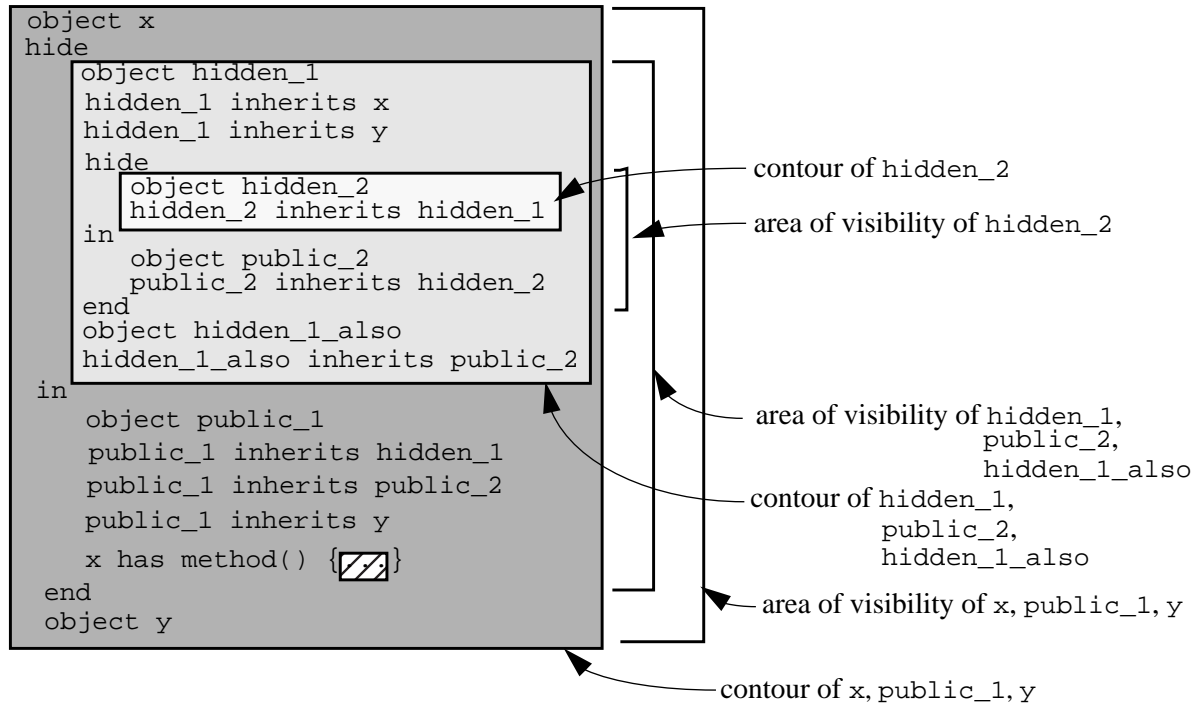 object x
hide
object hidden_1
hidden_1 inherits x
hidden_1 inherits y
hide
object hidden_2
hidden_2 inherits hidden_1
in
object public_2
public_2 inherits hidden_2
end
object hidden_1_also
hidden_1_also inherits public_2
in
object public_1
public_1 inherits hidden_1
public_1 inherits public_2
public_1 inherits y
x has method() {...}
end
object y
contour of hidden_2
area of visibility of hidden_2
area of visibility of hidden_1,
public_2,
hidden_1_also
contour of hidden_1,
public_2,
hidden_1_also
area of visibility of x, public_1, y
contour of x, public_1, y